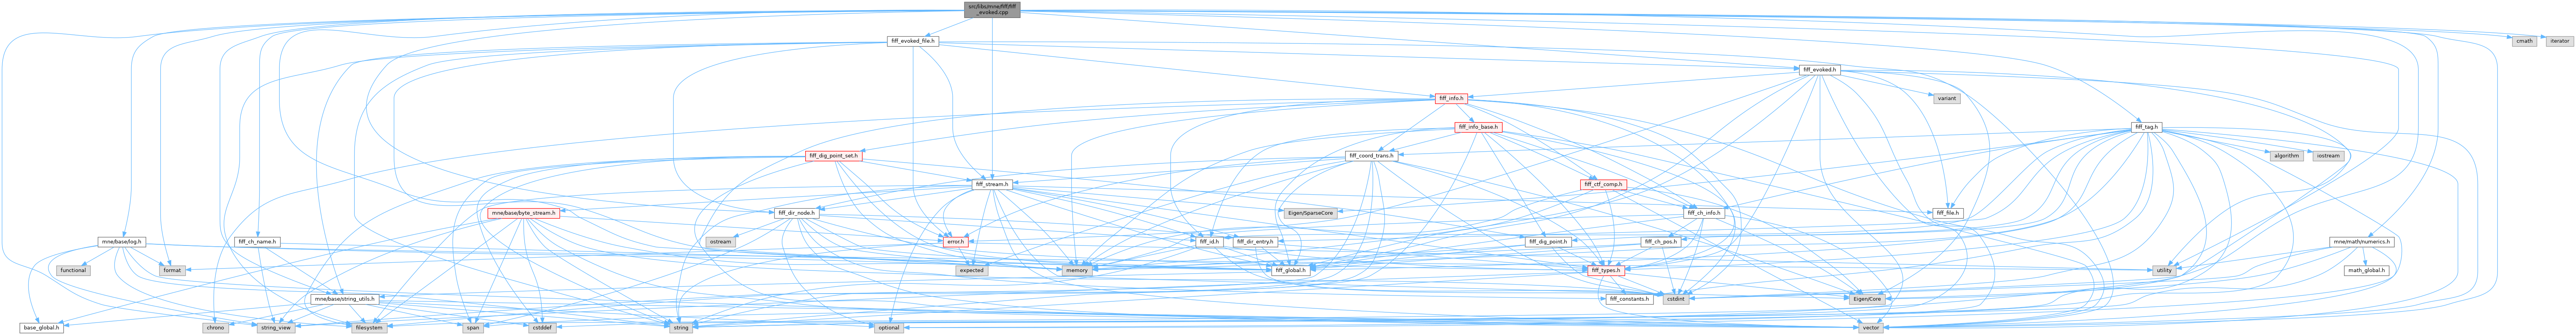 src/libs/mne/fiff/fiff
_evoked.cpp
fiff_evoked_file.h
cmath
iterator
fiff_evoked.h
fiff_info.h
variant
fiff_info_base.h
fiff_tag.h
fiff_dig_point_set.h
fiff_coord_trans.h
algorithm
iostream
fiff_stream.h
fiff_ctf_comp.h
mne/base/byte_stream.h
fiff_dir_node.h
Eigen/SparseCore
fiff_ch_info.h
fiff_file.h
mne/base/log.h
fiff_ch_name.h
ostream
error.h
fiff_id.h
fiff_dir_entry.h
fiff_dig_point.h
fiff_ch_pos.h
mne/math/numerics.h
functional
format
expected
memory
fiff_global.h
fiff_types.h
utility
math_global.h
mne/base/string_utils.h
fiff_constants.h
cstdint
Eigen/Core
base_global.h
chrono
string_view
filesystem
span
cstddef
string
optional
vector